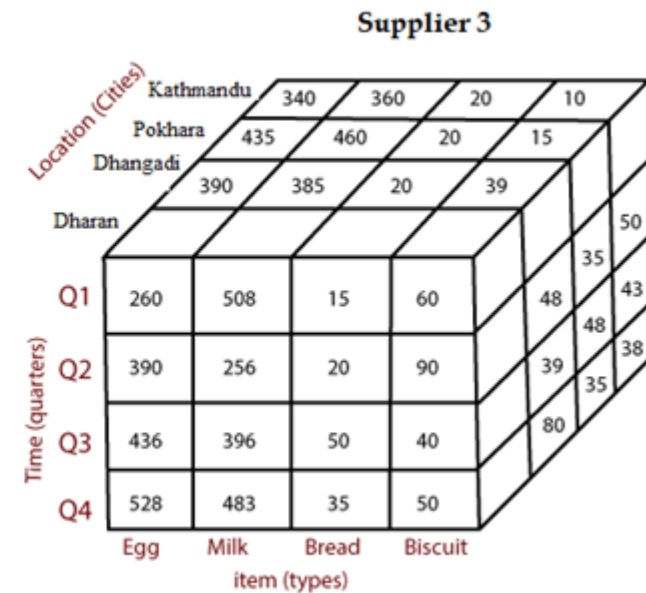 Supplier 3
Location (Cities)
Kathmandu 340 360 20 10
Pokhara 435 460 20 15
Dhangadi 390 385 20 39
Dharan
Q1 260 508 15 60 48 35 50
Q2 390 256 20 90 39 48 43
Q3 436 396 50 40 80 35 38
Q4 528 483 35 50
Time (quarters)
Egg Milk Bread Biscuit
item (types)